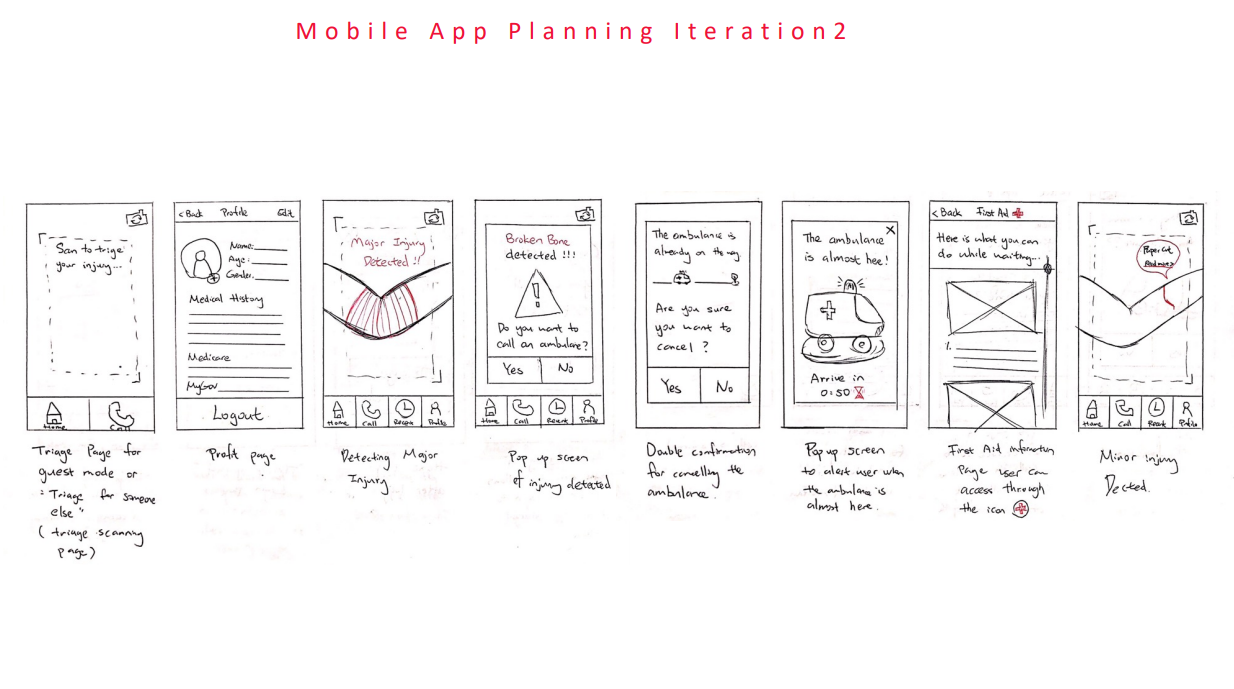 Mobile App Planning Iteration2
San to trige
your injury...
Home
Call
Triage Page for
guest mode or
"Triage for someone
else"
(triage scanning
page)
< Back Profile Edit
Name:
Age:
Gender:
Medical History
Medicare
MyGov
Logout
Profit page
Major Injury
Detected !!
Home Call Recent Profile
Detecting Major
Injury
Broken Bone
detected !!!
!
Do you want to
call an ambulance?
Yes No
Home Call Recent Profile
Pop up screen
of injury detected
The ambulance is
already on the way
Are you sure
you want to
cancel ?
Yes No
Double confirmation
for cancelling the
ambulance.
X
The ambulance
is almost hee!
Arrive in
0:50
Pop up screen
to alert user when
the ambulance is
almost here.
< Back First Aid
Here is what you can
do while waiting...
1.
First Aid information
Page user can
access through
the icon
Paper Cut
Read more>
Home Call Recent Profile
Minor injury
Dected.